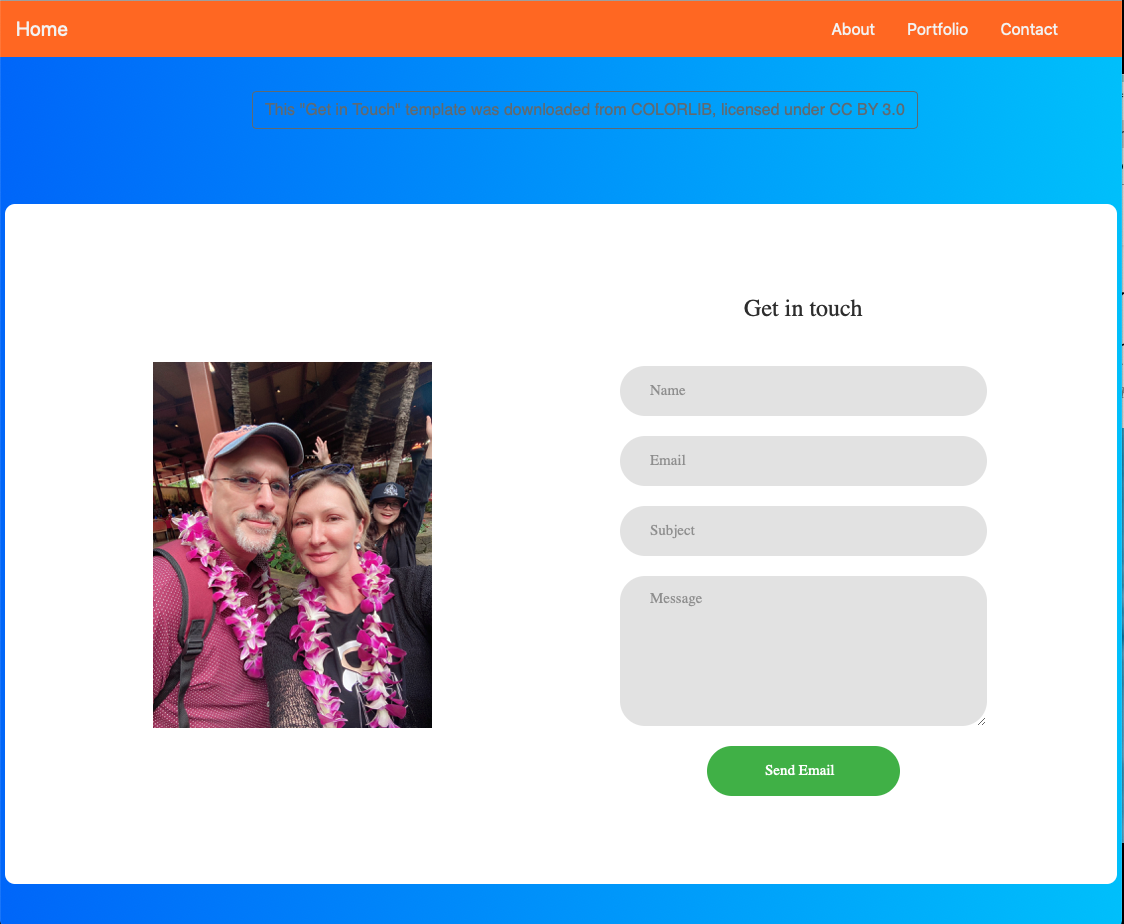 Home
About
Portfolio
Contact
This "Get in Touch" template was downloaded from COLORLIB, licensed under CC BY 3.0
Get in touch
Name
Email
Subject
Message
Send Email